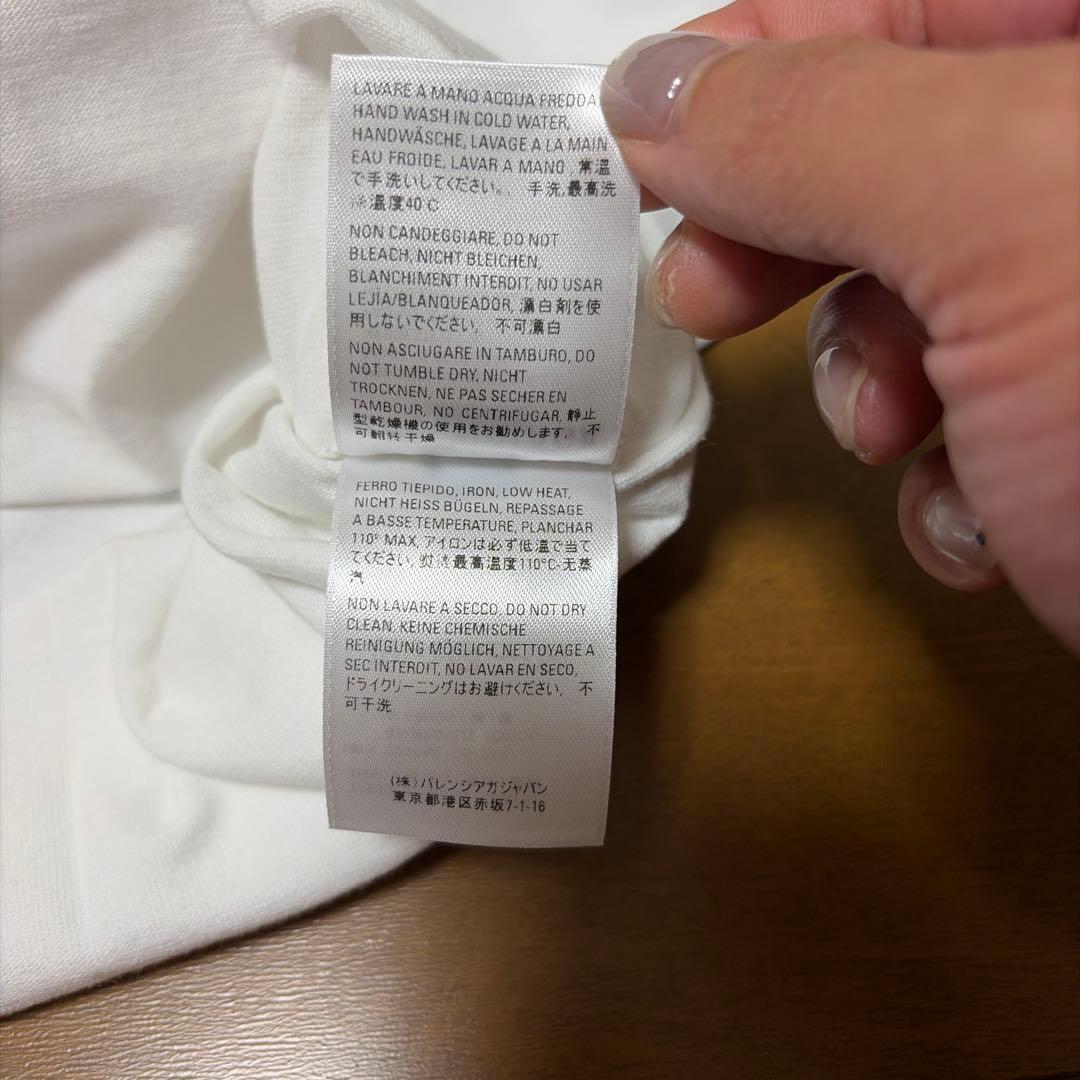 LAVARE A MANO ACQUA FREDDA,
HAND WASH IN COLD WATER,
HANDWÄSCHE, LAVAGE A LA MAIN
EAU FROIDE, LAVAR A MANO, 常温
で手洗いしてください。 手洗,最高洗
温度40℃
NON CANDEGGIARE, DO NOT
BLEACH, NICHT BLEICHEN,
BLANCHIMENT INTERDIT, NO USAR
LEJIA/BLANQUEADOR, 漂白剤を使
用しないでください, 不可漂白
NON ASCIUGARE IN TAMBURO, DO
NOT TUMBLE DRY, NICHT
TROCKNEN, NE PAS SECHER EN
TAMBOUR, NO CENTRIFUGAR, 静止
型乾燥機の使用をお勧めします, 不
可翻转干燥
FERRO TIEPIDO, IRON, LOW HEAT,
NICHT HEISS BÜGELN, REPASSAGE
A BASSE TEMPERATURE, PLANCHAR
110° MAX, アイロンは必ず低温で当て
てください, 最高温度110℃-无蒸
汽
NON LAVARE A SECCO, DO NOT DRY
CLEAN, KEINE CHEMISCHE
REINIGUNG MÖGLICH, NETTOYAGE A
SEC INTERDIT, NO LAVAR EN SECO,
ドライクリーニングはお避けください, 不
可干洗
(株)バレンシアガジャパン
東京都港区赤坂7-1-16